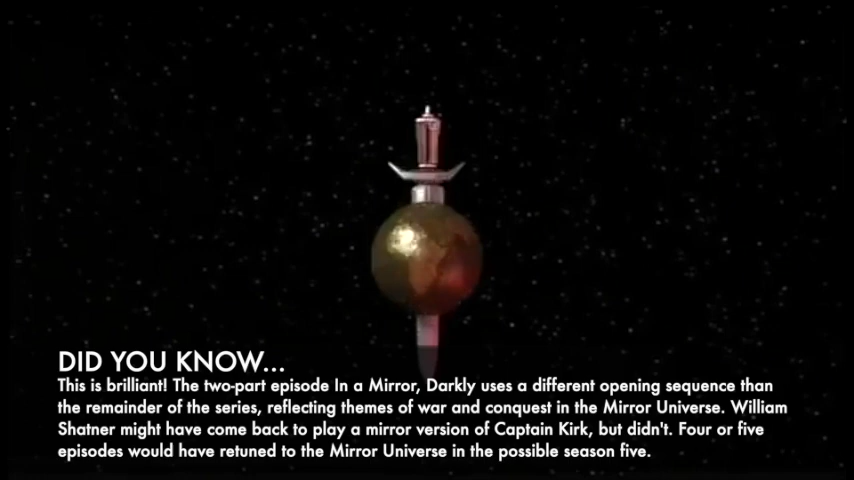 DID YOU KNOW...
This is brilliant! The two-part episode In a Mirror, Darkly uses a different opening sequence than
the remainder of the series, reflecting themes of war and conquest in the Mirror Universe. William
Shatner might have come back to play a mirror version of Captain Kirk, but didn't. Four or five
episodes would have retuned to the Mirror Universe in the possible season five.